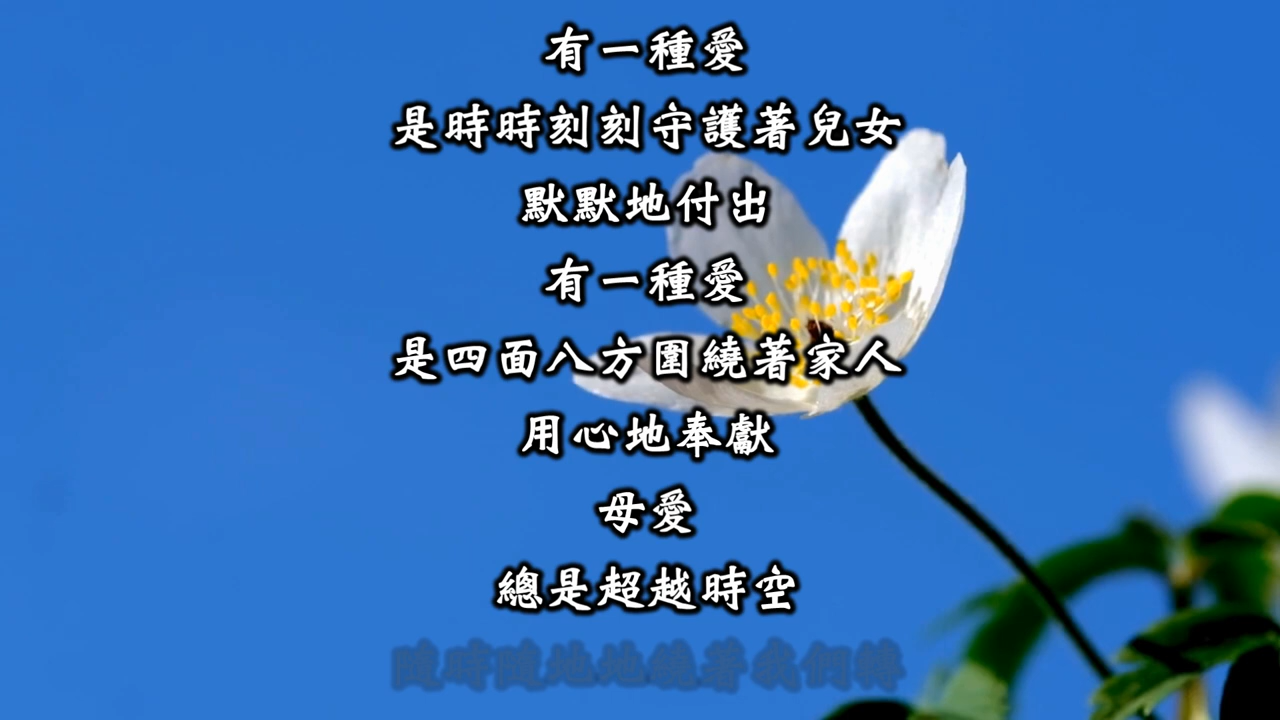 有一種愛
是時時刻刻守護著兒女
默默地付出
有一種愛
是四面八方圍繞著家人
用心地奉獻
母愛
總是超越時空
隨時隨地地繞著我們轉